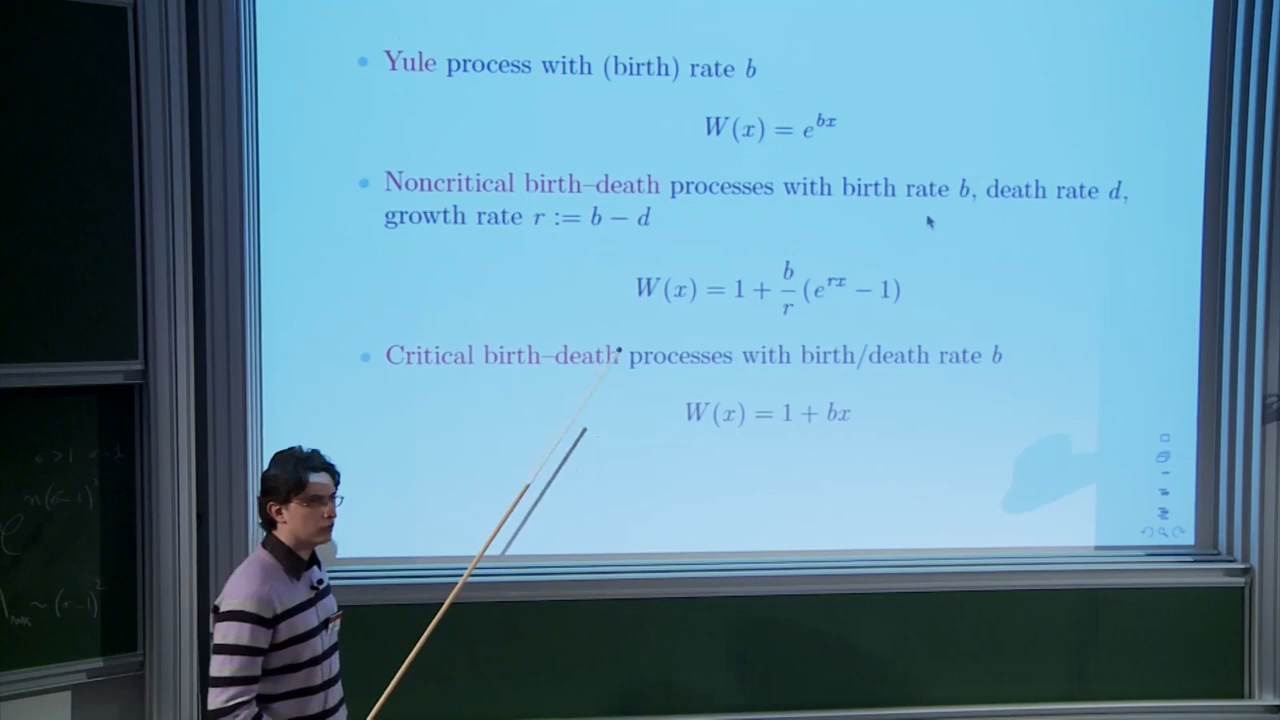 Yule process with (birth) rate b
W(x) = e^{bx}
Noncritical birth–death processes with birth rate b, death rate d,
growth rate r := b − d
W(x) = 1 + \frac{b}{r}(e^{rx} − 1)
Critical birth–death processes with birth/death rate b
W(x) = 1 + bx